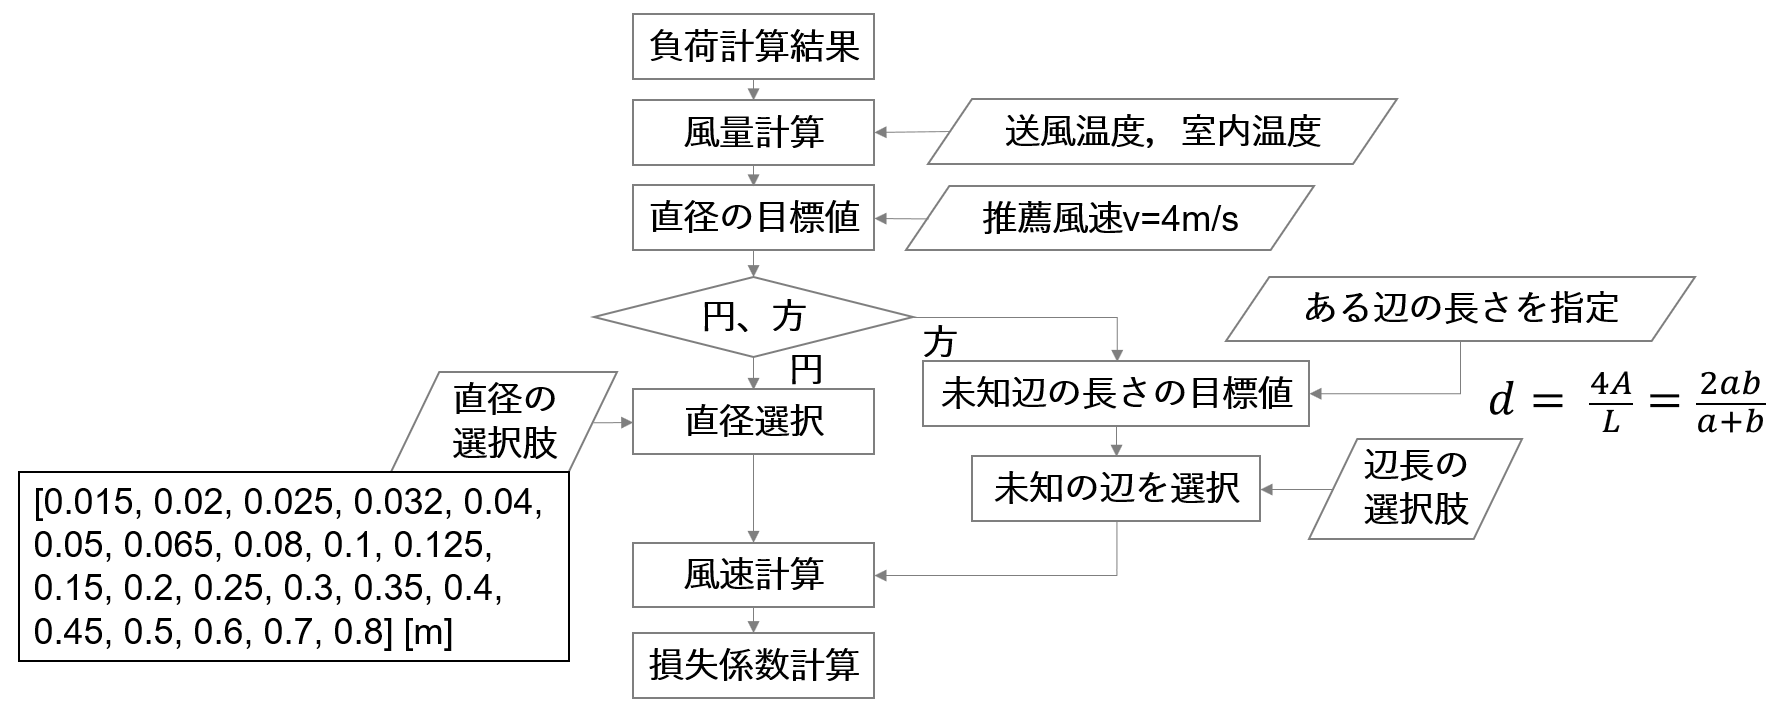 負荷計算結果
風量計算
送風温度，室内温度
直径の目標値
推薦風速v=4m/s
円、方
方
円
ある辺の長さを指定
未知辺の長さの目標値
d = 4A/L = 2ab/a+b
直径の
選択肢
直径選択
未知の辺を選択
辺長の
選択肢
[0.015, 0.02, 0.025, 0.032, 0.04,
0.05, 0.065, 0.08, 0.1, 0.125,
0.15, 0.2, 0.25, 0.3, 0.35, 0.4,
0.45, 0.5, 0.6, 0.7, 0.8] [m]
風速計算
損失係数計算